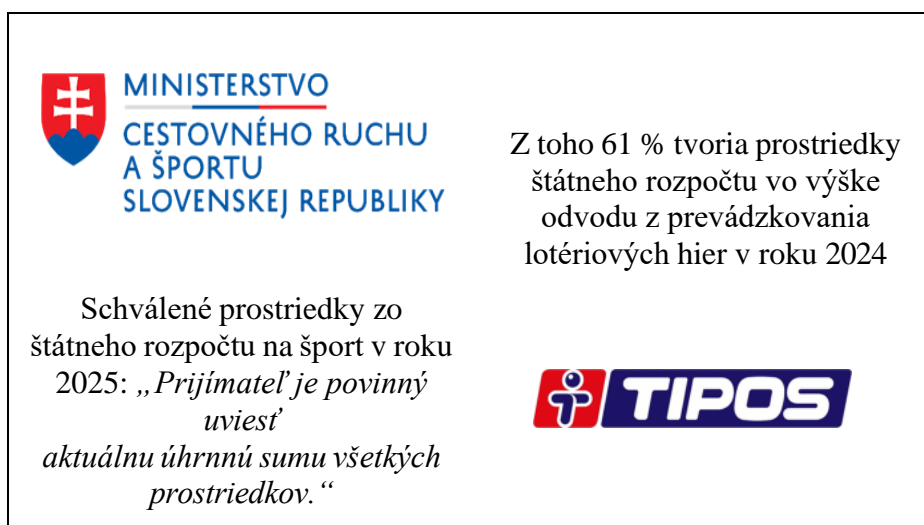 MINISTERSTVO
CESTOVNÉHO RUCHU
A ŠPORTU
SLOVENSKEJ REPUBLIKY
Schválené prostriedky zo
štátneho rozpočtu na šport v roku
2025: „Prijímateľ je povinný
uviesť
aktuálnu úhrnnú sumu všetkých
prostriedkov.“
Z toho 61 % tvoria prostriedky
štátneho rozpočtu vo výške
odvodu z prevádzkovania
lotériových hier v roku 2024
TIPOS